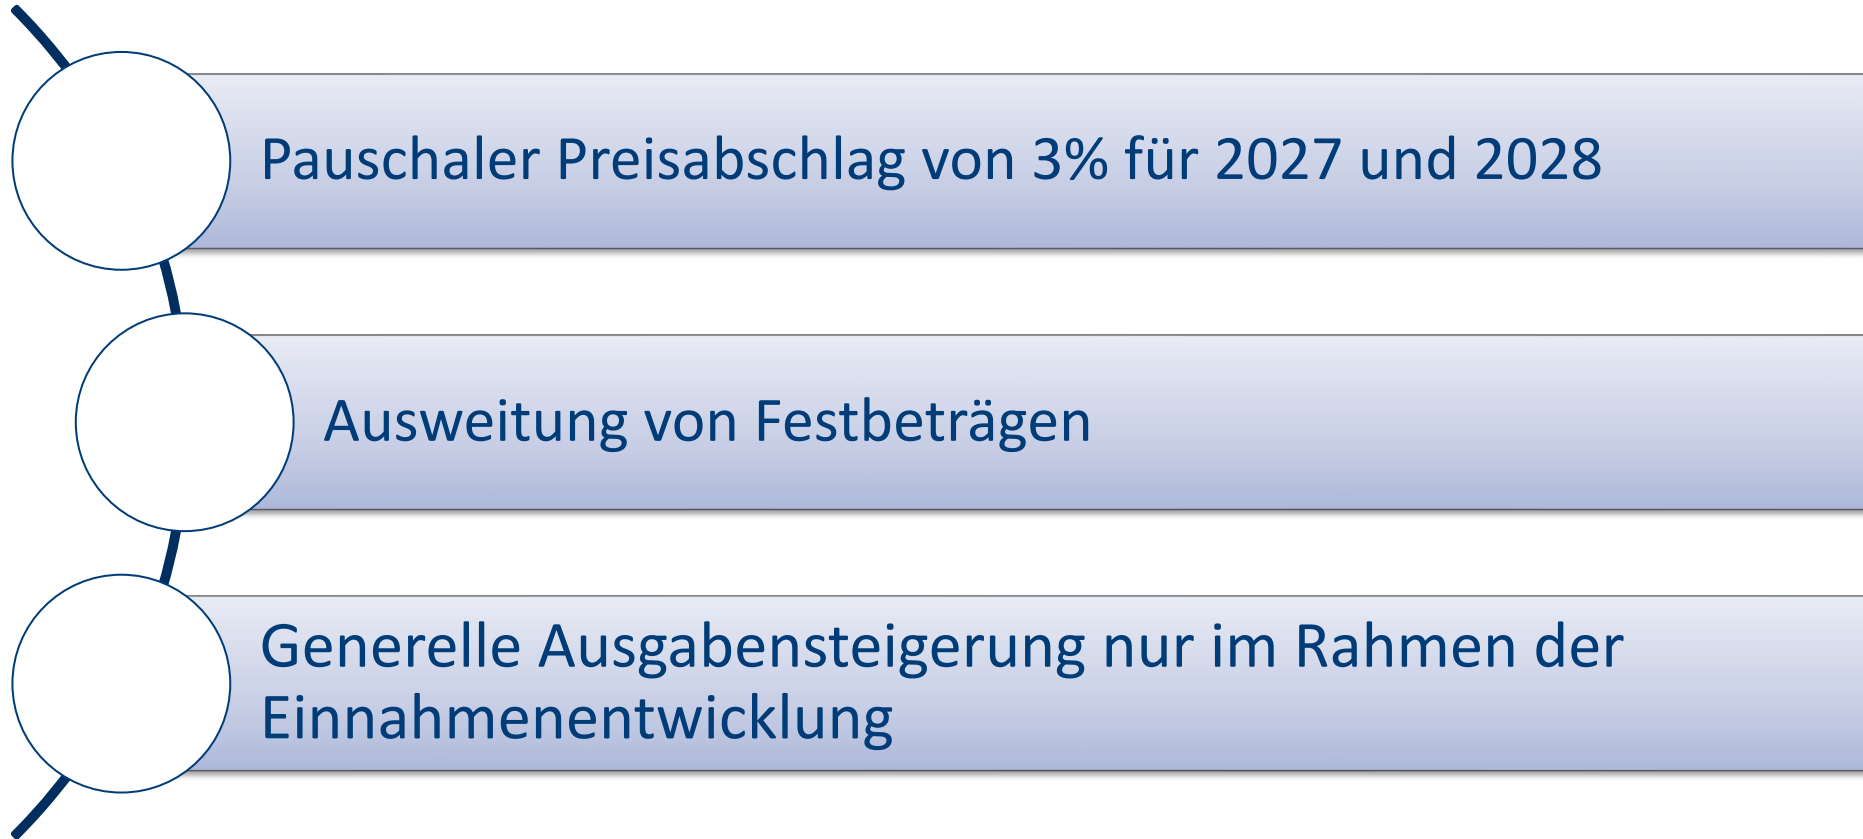 Pauschaler Preisabschlag von 3% für 2027 und 2028
Ausweitung von Festbeträgen
Generelle Ausgabensteigerung nur im Rahmen der
Einnahmenentwicklung